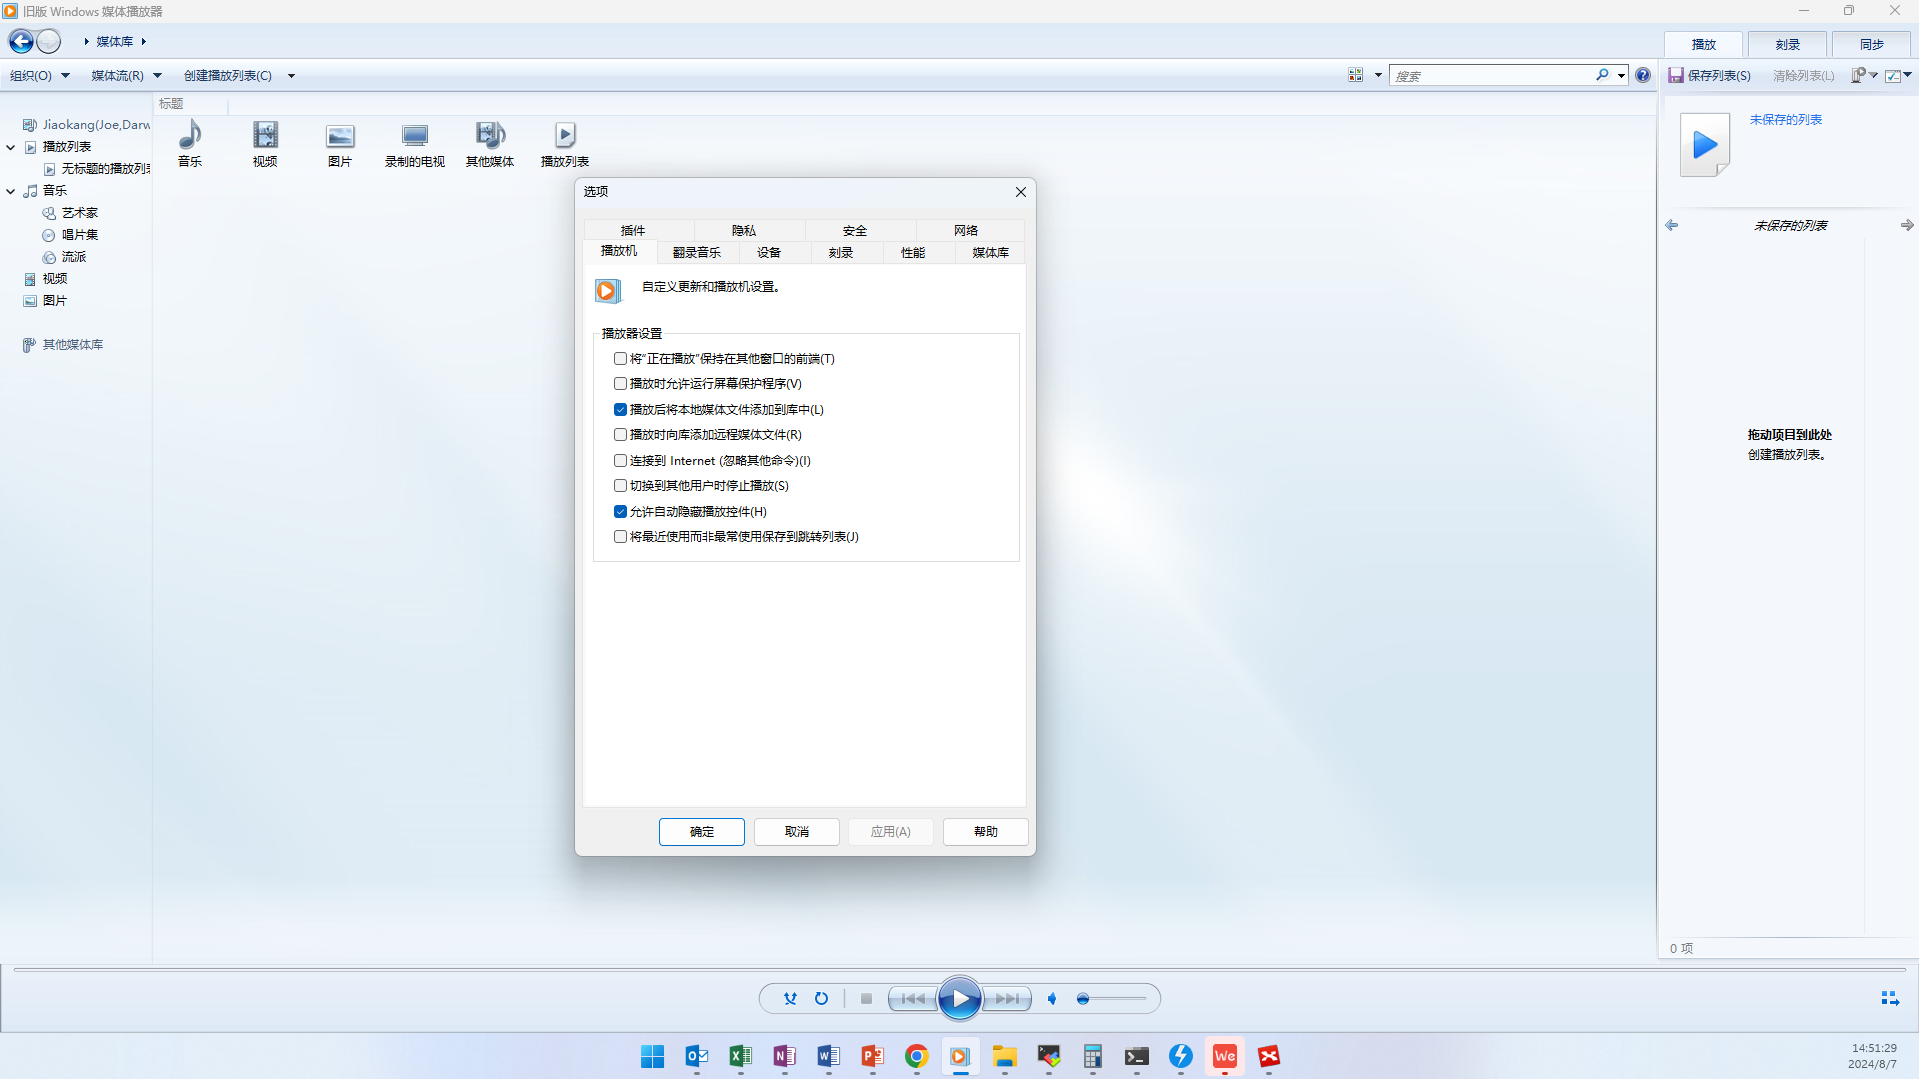 旧版 Windows 媒体播放器
媒体库
播放
刻录
同步
组织(O)
媒体流(R)
创建播放列表(C)
搜索
保存列表(S)
清除列表(L)
标题
Jiaokang(Joe,Darw
播放列表
无标题的播放列表
音乐
艺术家
唱片集
流派
视频
图片
其他媒体库
音乐
视频
图片
录制的电视
其他媒体
播放列表
选项
插件
隐私
安全
网络
播放机
翻录音乐
设备
刻录
性能
媒体库
自定义更新和播放机设置。
播放器设置
将"正在播放"保持在其他窗口的前端(T)
播放时允许运行屏幕保护程序(V)
播放后将本地媒体文件添加到库中(L)
播放时向库添加远程媒体文件(R)
连接到 Internet (忽略其他命令)(I)
切换到其他用户时停止播放(S)
允许自动隐藏播放控件(H)
将最近使用而非最常使用保存到跳转列表(J)
确定
取消
应用(A)
帮助
未保存的列表
未保存的列表
拖动项目到此处
创建播放列表。
0 项
14:51:29
2024/8/7